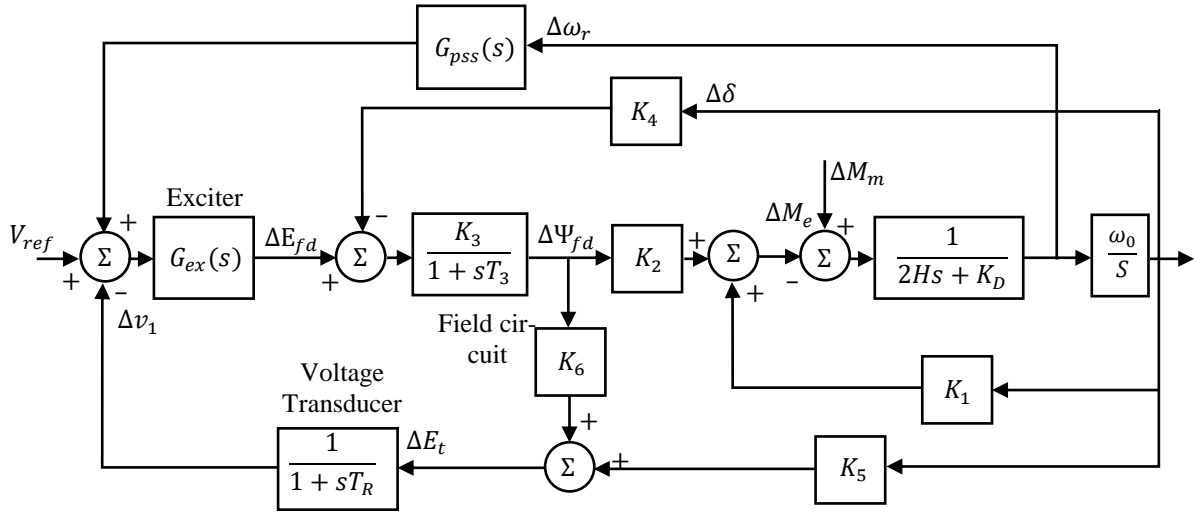 G_pss(s)
Δω_r
K_4
Δδ
ΔM_m
Exciter
V_ref
+
+
-
Σ
G_ex(s)
ΔE_fd
-
+
Σ
K_3
1 + sT_3
ΔΨ_fd
K_2
+
+
Σ
ΔM_e
+
-
Σ
1
2Hs + K_D
ω_0
S
Δv_1
Field cir-
cuit
K_6
K_1
Voltage
Transducer
1
1 + sT_R
ΔE_t
+
+
Σ
K_5